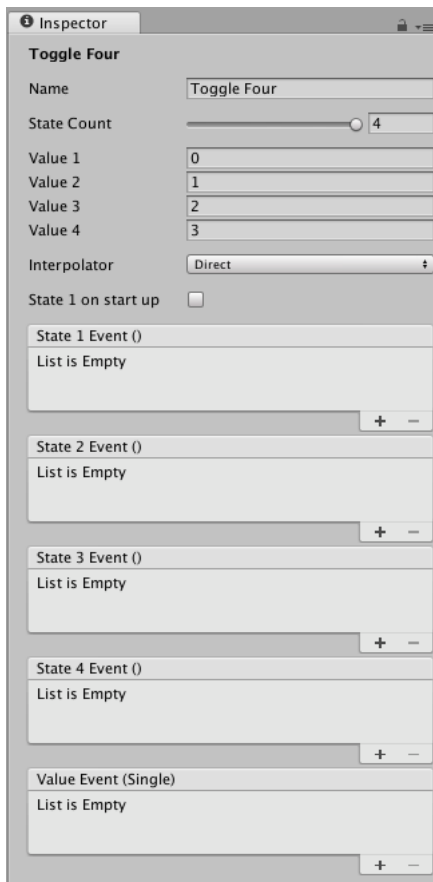 Inspector
Toggle Four
Name Toggle Four
State Count 4
Value 1 0
Value 2 1
Value 3 2
Value 4 3
Interpolator Direct
State 1 on start up
State 1 Event ()
List is Empty
+ −
State 2 Event ()
List is Empty
+ −
State 3 Event ()
List is Empty
+ −
State 4 Event ()
List is Empty
+ −
Value Event (Single)
List is Empty
+ −